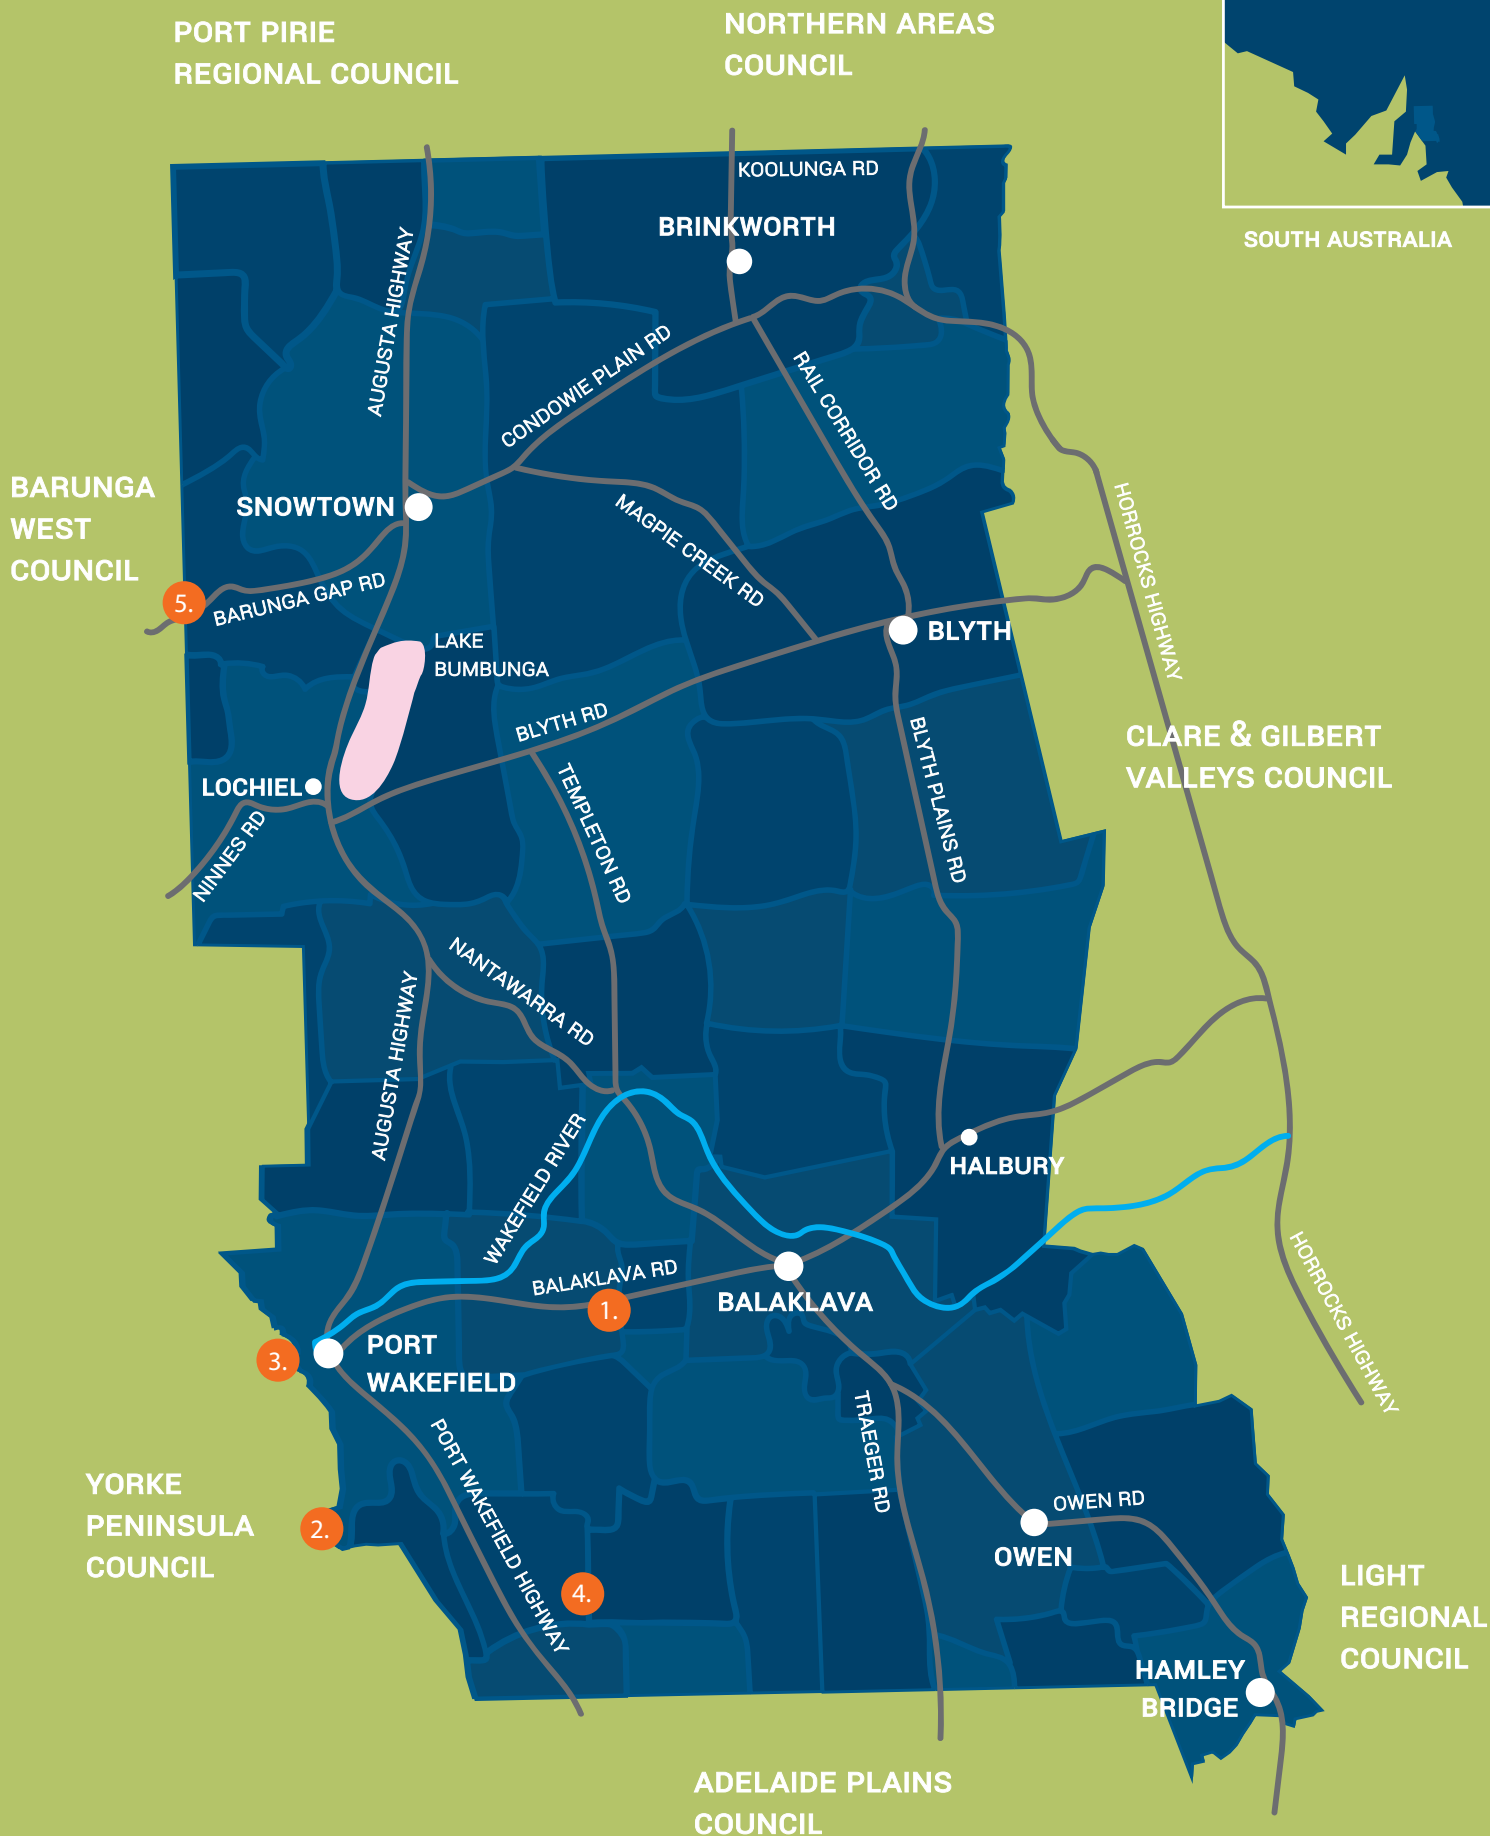 PORT PIRIE
REGIONAL COUNCIL
NORTHERN AREAS
COUNCIL
SOUTH AUSTRALIA
KOOLUNGA RD
BRINKWORTH
AUGUSTA HIGHWAY
CONDOWIE PLAIN RD
RAIL CORRIDOR RD
BARUNGA
WEST
COUNCIL
SNOWTOWN
MAGPIE CREEK RD
HORROCKS HIGHWAY
5.
BARUNGA GAP RD
BLYTH
LAKE
BUMBUNGA
BLYTH RD
BLYTH PLAINS RD
CLARE & GILBERT
VALLEYS COUNCIL
LOCHIEL
TEMPLETON RD
NINNES RD
NANTAWARRA RD
AUGUSTA HIGHWAY
WAKEFIELD RIVER
HALBURY
HORROCKS HIGHWAY
BALAKLAVA RD
1.
BALAKLAVA
3.
PORT
WAKEFIELD
TRAEGER RD
PORT WAKEFIELD HIGHWAY
YORKE
PENINSULA
COUNCIL
2.
OWEN RD
OWEN
4.
LIGHT
REGIONAL
COUNCIL
HAMLEY
BRIDGE
ADELAIDE PLAINS
COUNCIL